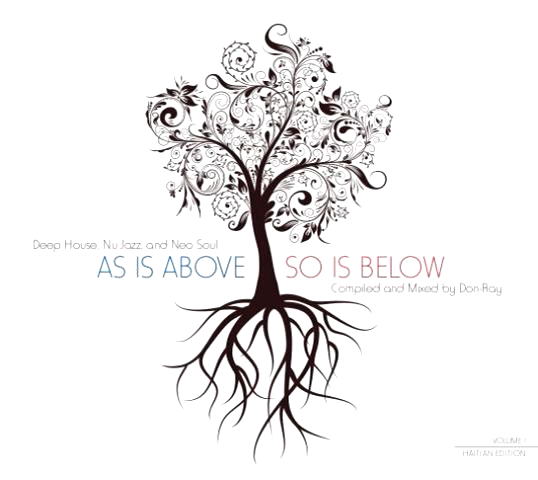 Deep House, Nu Jazz, and Neo Soul
AS IS ABOVE SO IS BELOW
Compiled and Mixed by Don-Ray
VOLUME 1
HAITIAN EDITION